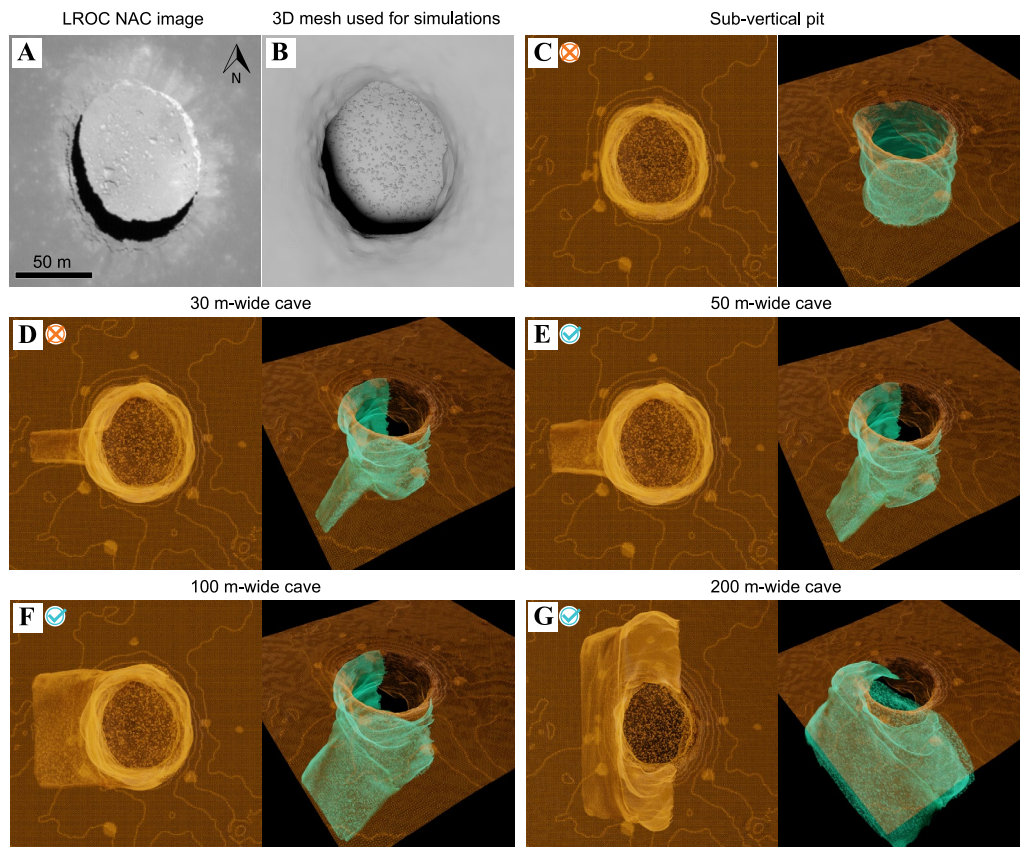 LROC NAC image
3D mesh used for simulations
Sub-vertical pit
A
N
50 m
B
C
30 m-wide cave
50 m-wide cave
D
E
100 m-wide cave
200 m-wide cave
F
G